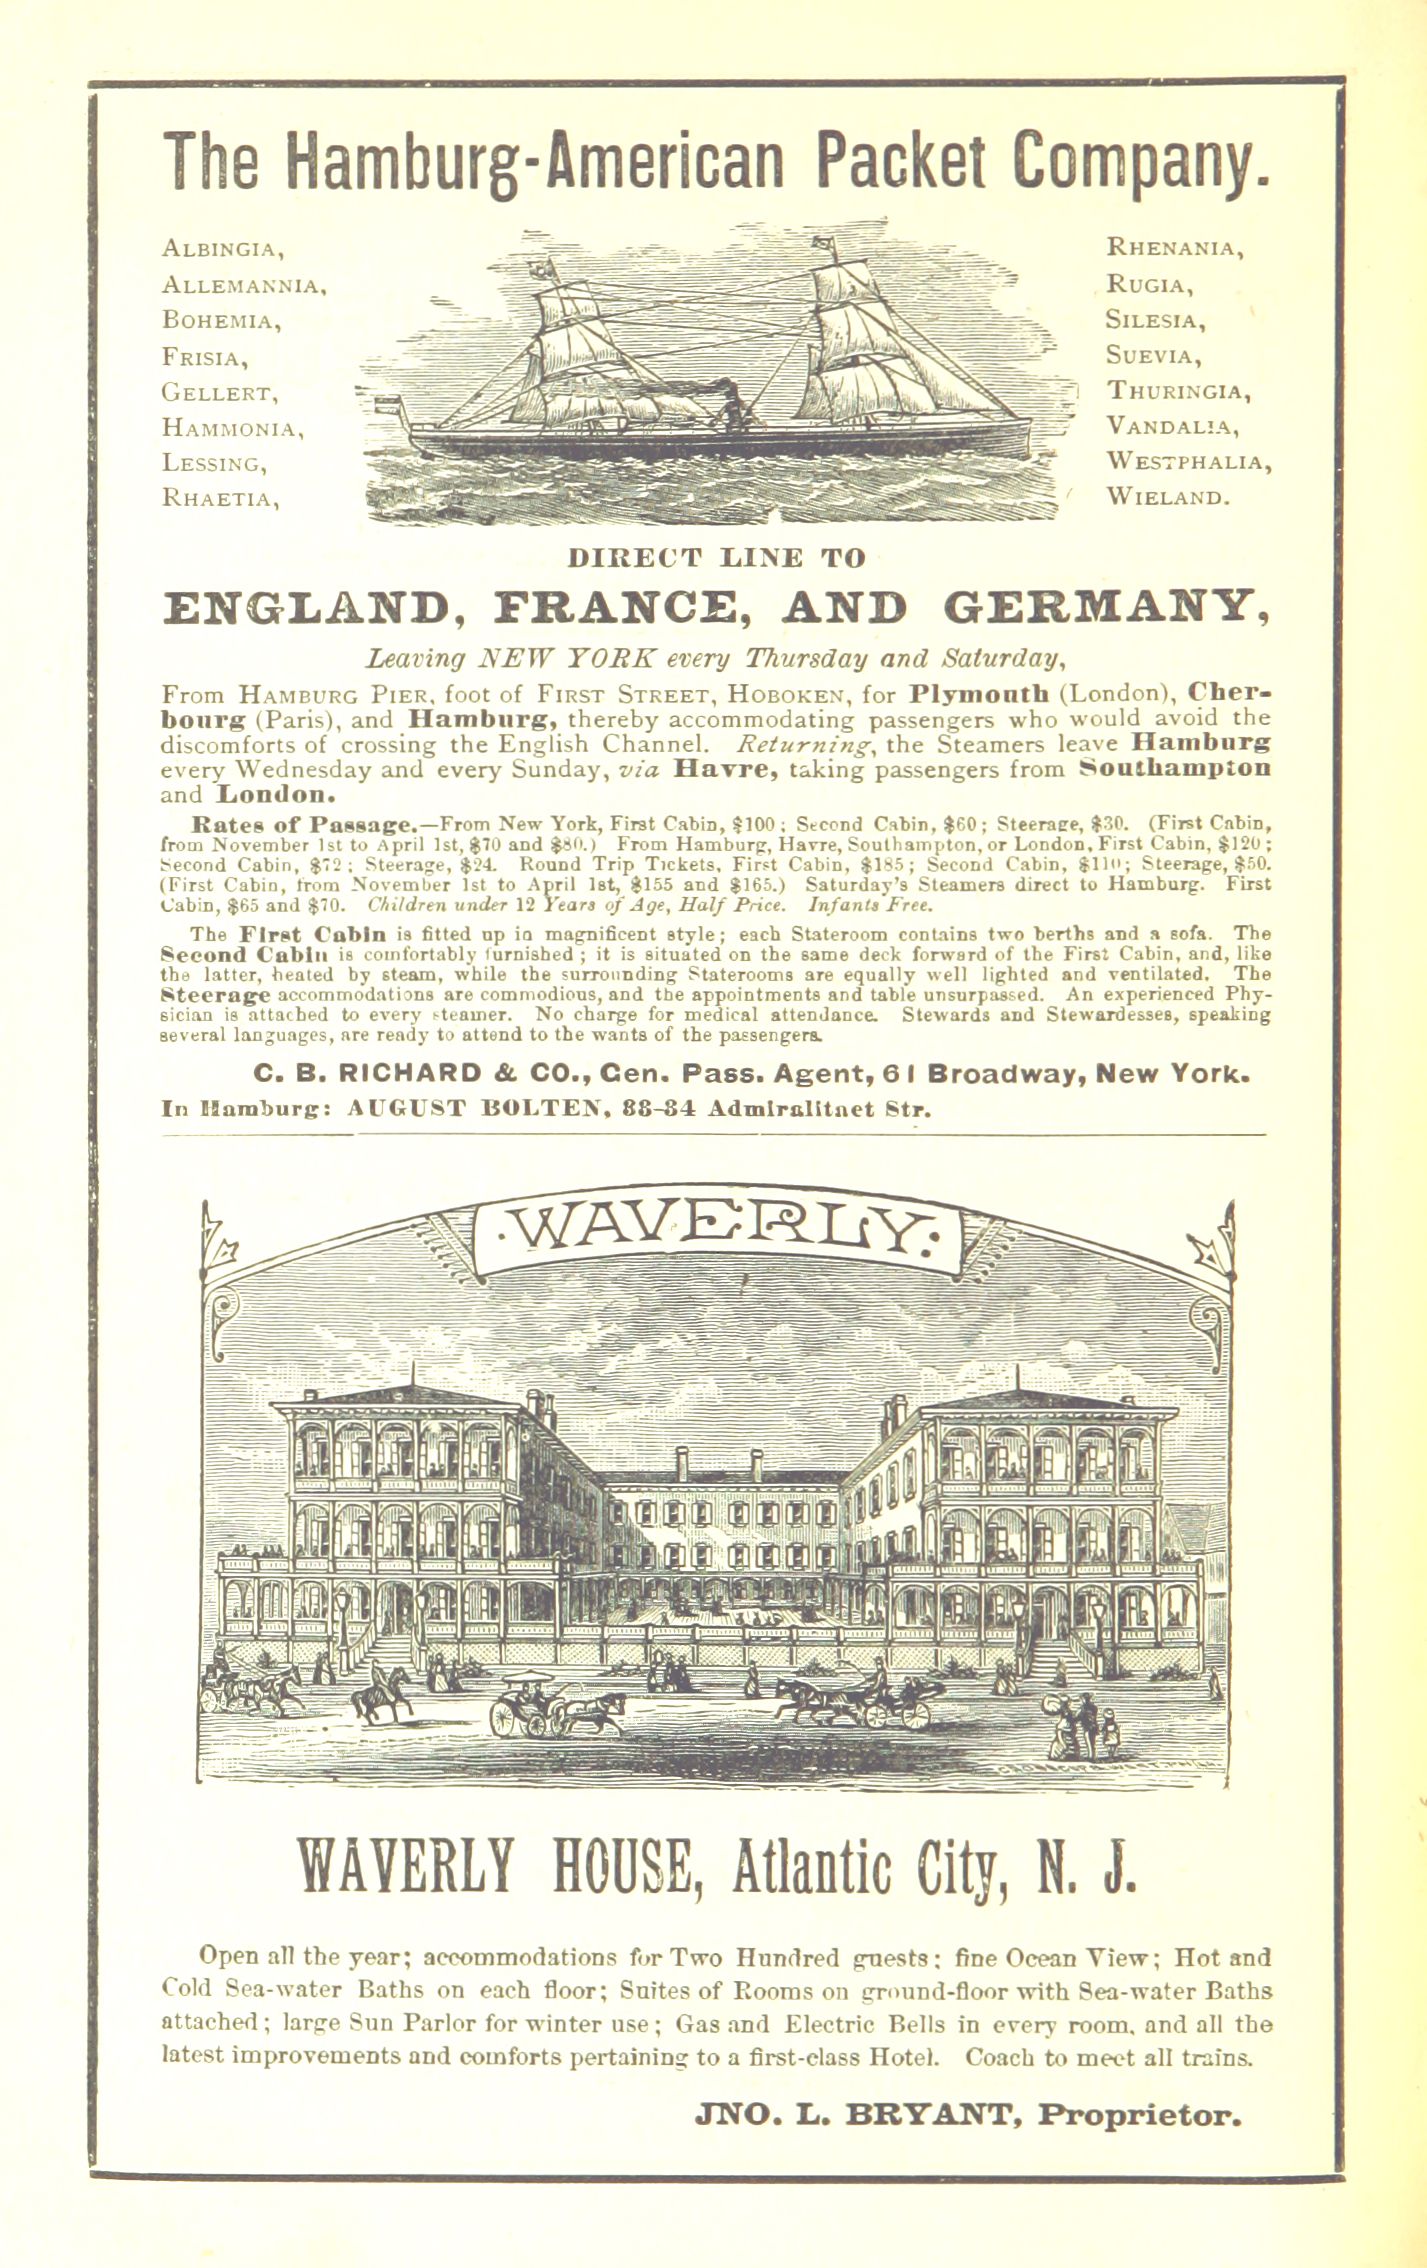 The Hamburg-American Packet Company.
ALBINGIA,
ALLEMANNIA,
BOHEMIA,
FRISIA,
GELLERT,
HAMMONIA,
LESSING,
RHAETIA,
RHENANIA,
RUGIA,
SILESIA,
SUEVIA,
THURINGIA,
VANDALIA,
WESTPHALIA,
WIELAND.
DIRECT LINE TO
ENGLAND, FRANCE, AND GERMANY,
Leaving NEW YORK every Thursday and Saturday,
From HAMBURG PIER, foot of FIRST STREET, HOBOKEN, for Plymouth (London), Cher-
bourg (Paris), and Hamburg, thereby accommodating passengers who would avoid the
discomforts of crossing the English Channel. Returning, the Steamers leave Hamburg
every Wednesday and every Sunday, via Havre, taking passengers from Southampton
and London.
Rates of Passage.—From New York, First Cabin, $100; Second Cabin, $60; Steerage, $30. (First Cabin,
from November 1st to April 1st, $70 and $80.) From Hamburg, Havre, Southampton, or London, First Cabin, $120;
Second Cabin, $72; Steerage, $24. Round Trip Tickets, First Cabin, $185; Second Cabin, $110; Steerage, $50.
(First Cabin, from November 1st to April 1st, $155 and $165.) Saturday's Steamers direct to Hamburg. First
Cabin, $65 and $70. Children under 12 Years of Age, Half Price. Infants Free.
The First Cabin is fitted up in magnificent style; each Stateroom contains two berths and a sofa. The
Second Cabin is comfortably furnished; it is situated on the same deck forward of the First Cabin, and, like
the latter, heated by steam, while the surrounding Staterooms are equally well lighted and ventilated. The
Steerage accommodations are commodious, and the appointments and table unsurpassed. An experienced Phy-
sician is attached to every steamer. No charge for medical attendance. Stewards and Stewardesses, speaking
several languages, are ready to attend to the wants of the passengers.
C. B. RICHARD & CO., Gen. Pass. Agent, 61 Broadway, New York.
In Hamburg: AUGUST BOLTEN, 33-34 Admiralitaet Str.
WAVERLY
WAVERLY HOUSE, Atlantic City, N. J.
Open all the year; accommodations for Two Hundred guests; fine Ocean View; Hot and
Cold Sea-water Baths on each floor; Suites of Rooms on ground-floor with Sea-water Baths
attached; large Sun Parlor for winter use; Gas and Electric Bells in every room, and all the
latest improvements and comforts pertaining to a first-class Hotel. Coach to meet all trains.
JNO. L. BRYANT, Proprietor.